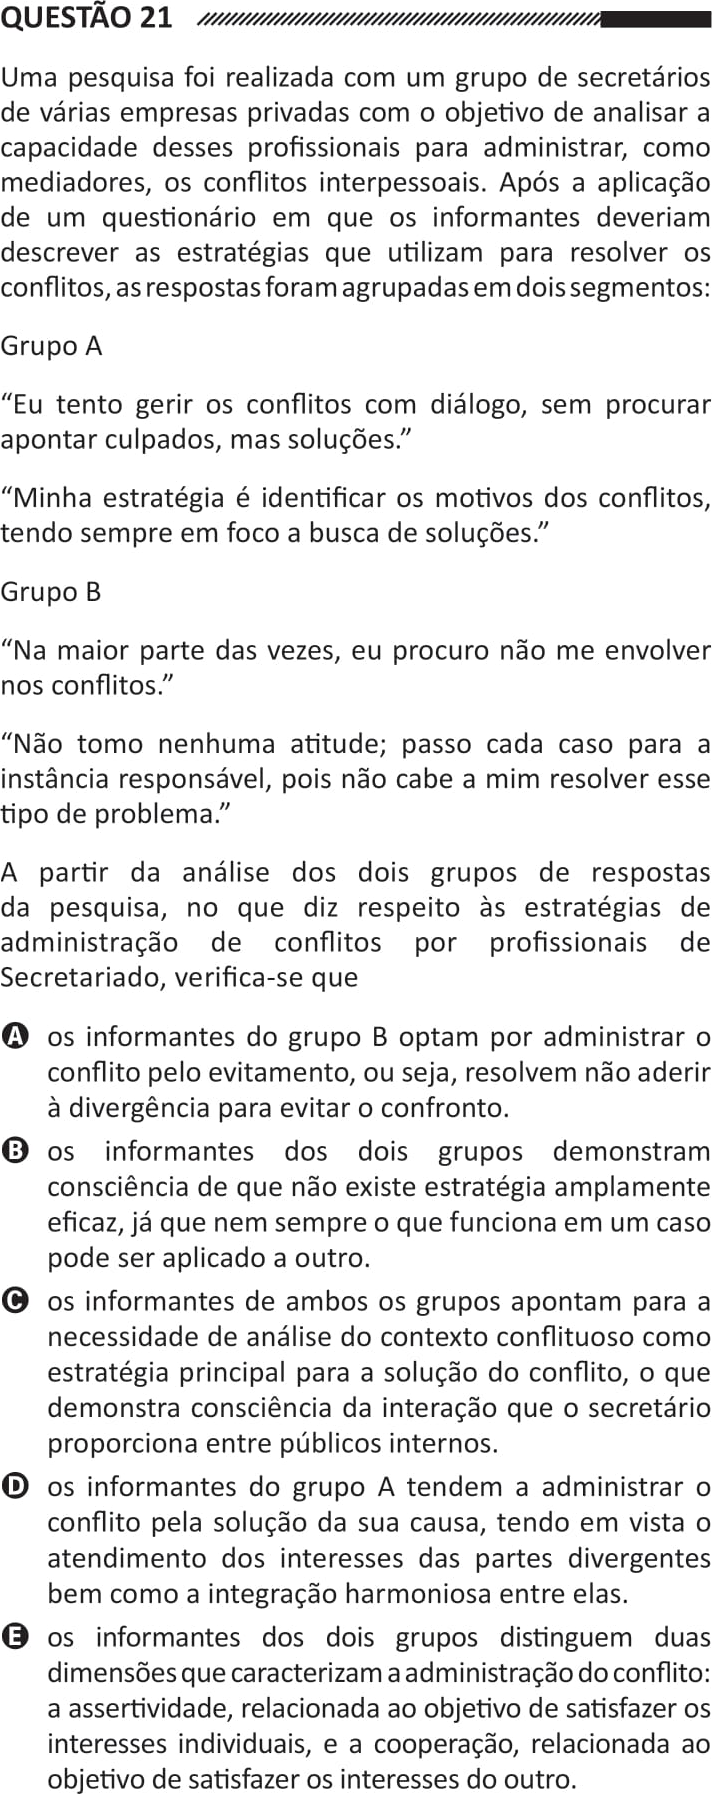 QUESTÃO 21
Uma pesquisa foi realizada com um grupo de secretários
de várias empresas privadas com o objetivo de analisar a
capacidade desses profissionais para administrar, como
mediadores, os conflitos interpessoais. Após a aplicação
de um questionário em que os informantes deveriam
descrever as estratégias que utilizam para resolver os
conflitos, as respostas foram agrupadas em dois segmentos:
Grupo A
“Eu tento gerir os conflitos com diálogo, sem procurar
apontar culpados, mas soluções.”
“Minha estratégia é identificar os motivos dos conflitos,
tendo sempre em foco a busca de soluções.”
Grupo B
“Na maior parte das vezes, eu procuro não me envolver
nos conflitos.”
“Não tomo nenhuma atitude; passo cada caso para a
instância responsável, pois não cabe a mim resolver esse
tipo de problema.”
A partir da análise dos dois grupos de respostas
da pesquisa, no que diz respeito às estratégias de
administração de conflitos por profissionais de
Secretariado, verifica-se que
A os informantes do grupo B optam por administrar o
conflito pelo evitamento, ou seja, resolvem não aderir
à divergência para evitar o confronto.
B os informantes dos dois grupos demonstram
consciência de que não existe estratégia amplamente
eficaz, já que nem sempre o que funciona em um caso
pode ser aplicado a outro.
C os informantes de ambos os grupos apontam para a
necessidade de análise do contexto conflituoso como
estratégia principal para a solução do conflito, o que
demonstra consciência da interação que o secretário
proporciona entre públicos internos.
D os informantes do grupo A tendem a administrar o
conflito pela solução da sua causa, tendo em vista o
atendimento dos interesses das partes divergentes
bem como a integração harmoniosa entre elas.
E os informantes dos dois grupos distinguem duas
dimensões que caracterizam a administração do conflito:
a assertividade, relacionada ao objetivo de satisfazer os
interesses individuais, e a cooperação, relacionada ao
objetivo de satisfazer os interesses do outro.